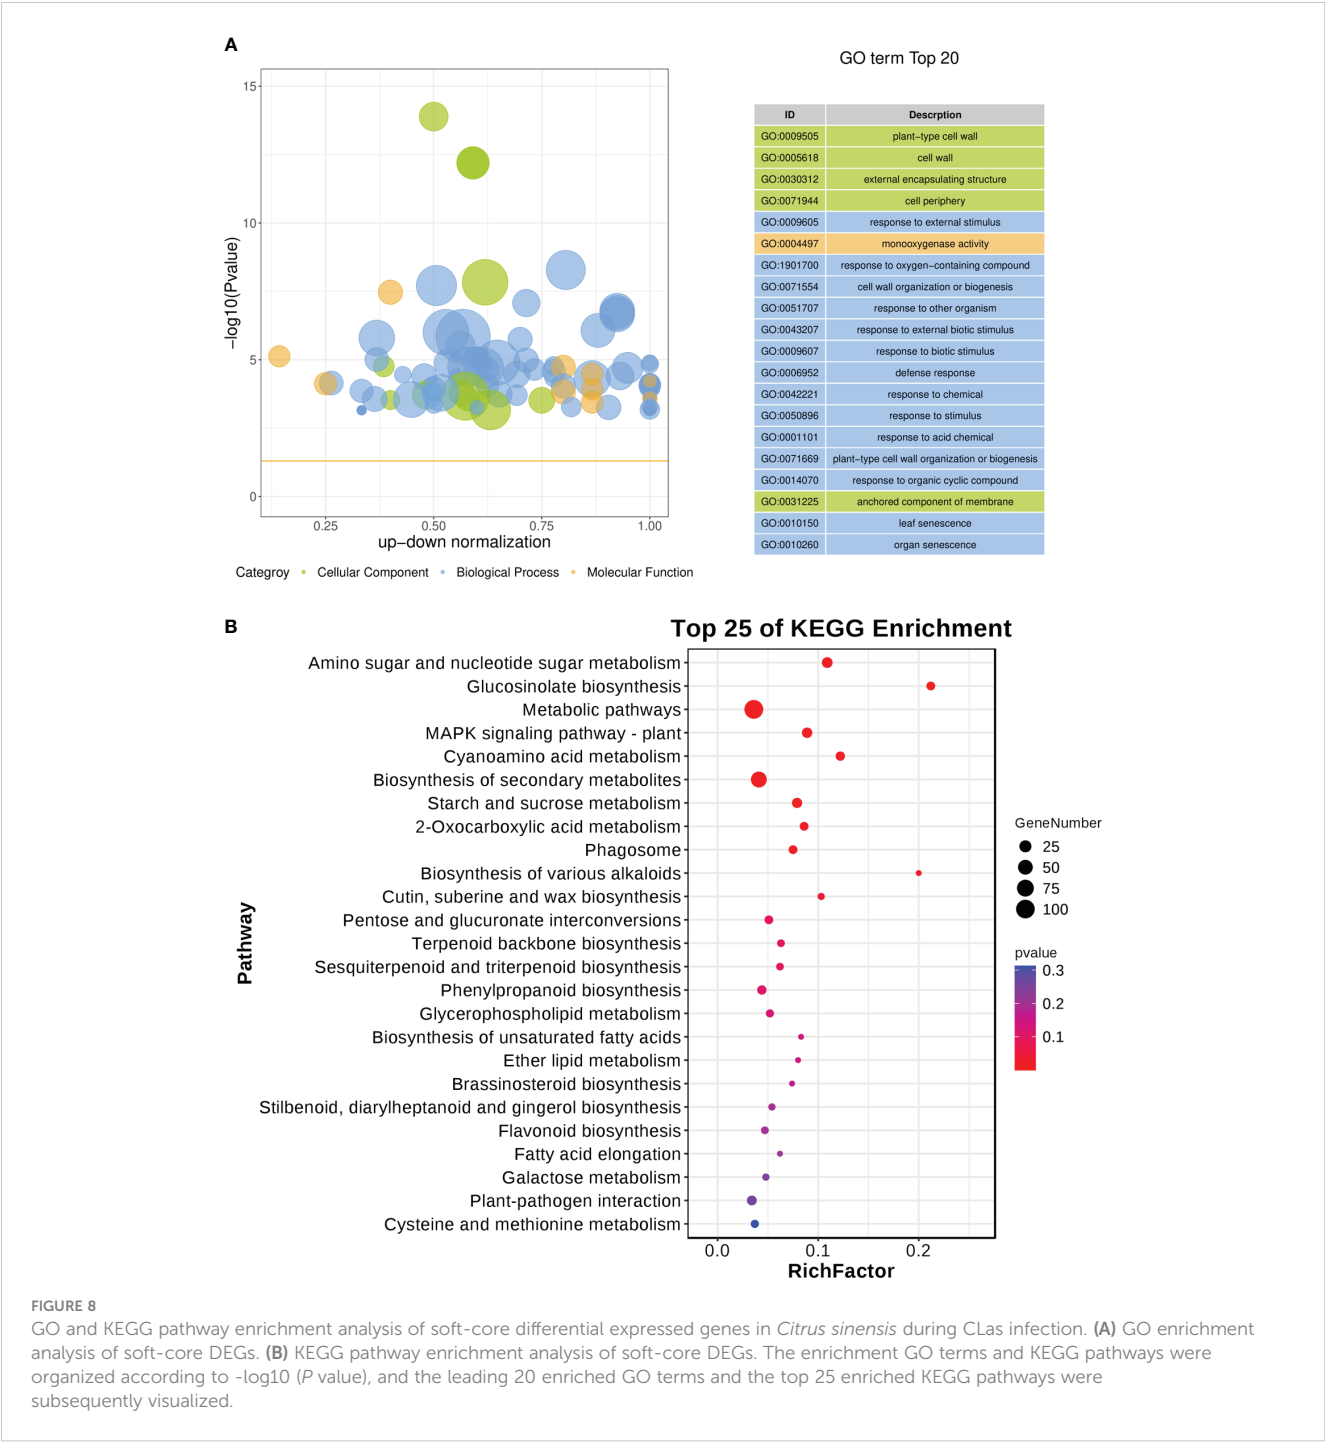 A
GO term Top 20
15
10
5
0
−log10(Pvalue)
0.25 0.50 0.75 1.00
up−down normalization
Categroy Cellular Component Biological Process Molecular Function
ID Descrption
GO:0009505 plant−type cell wall
GO:0005618 cell wall
GO:0030312 external encapsulating structure
GO:0071944 cell periphery
GO:0009605 response to external stimulus
GO:0004497 monooxygenase activity
GO:1901700 response to oxygen−containing compound
GO:0071554 cell wall organization or biogenesis
GO:0051707 response to other organism
GO:0043207 response to external biotic stimulus
GO:0009607 response to biotic stimulus
GO:0006952 defense response
GO:0042221 response to chemical
GO:0050896 response to stimulus
GO:0001101 response to acid chemical
GO:0071669 plant−type cell wall organization or biogenesis
GO:0014070 response to organic cyclic compound
GO:0031225 anchored component of membrane
GO:0010150 leaf senescence
GO:0010260 organ senescence
B
Top 25 of KEGG Enrichment
Pathway
Amino sugar and nucleotide sugar metabolism
Glucosinolate biosynthesis
Metabolic pathways
MAPK signaling pathway - plant
Cyanoamino acid metabolism
Biosynthesis of secondary metabolites
Starch and sucrose metabolism
2-Oxocarboxylic acid metabolism
Phagosome
Biosynthesis of various alkaloids
Cutin, suberine and wax biosynthesis
Pentose and glucuronate interconversions
Terpenoid backbone biosynthesis
Sesquiterpenoid and triterpenoid biosynthesis
Phenylpropanoid biosynthesis
Glycerophospholipid metabolism
Biosynthesis of unsaturated fatty acids
Ether lipid metabolism
Brassinosteroid biosynthesis
Stilbenoid, diarylheptanoid and gingerol biosynthesis
Flavonoid biosynthesis
Fatty acid elongation
Galactose metabolism
Plant-pathogen interaction
Cysteine and methionine metabolism
0.0 0.1 0.2
RichFactor
GeneNumber
25
50
75
100
pvalue
0.3
0.2
0.1
FIGURE 8
GO and KEGG pathway enrichment analysis of soft-core differential expressed genes in Citrus sinensis during CLas infection. (A) GO enrichment
analysis of soft-core DEGs. (B) KEGG pathway enrichment analysis of soft-core DEGs. The enrichment GO terms and KEGG pathways were
organized according to -log10 (P value), and the leading 20 enriched GO terms and the top 25 enriched KEGG pathways were
subsequently visualized.